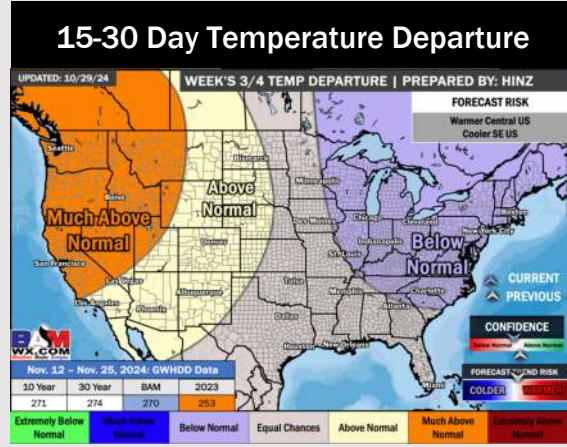 15-30 Day Temperature Departure
UPDATED: 10/29/24
WEEK'S 3/4 TEMP DEPARTURE | PREPARED BY: HINZ
FORECAST RISK
Warmer Central US
Cooler SE US
Seattle
Bismarck
Minneapolis
Boise
Above
Normal
Much Above
Normal
Boston
Chicago
Cleveland
New York City
Des Moines
Denver
Indianapolis
Below
Normal
St. Louis
San Francisco
Las Vegas
Tulsa
Memphis
Charlotte
Los Angeles
Albuquerque
Phoenix
Atlanta
Dallas
Houston
New Orleans
Miami
CURRENT
PREVIOUS
CONFIDENCE
Below Normal
Above Normal
FORECAST TREND RISK
COLDER
WARMER
BAM
WX.COM
Nov. 12 – Nov. 25, 2024: GWHDD Data
10 Year 30 Year BAM 2023
271 274 270 253
Extremely Below
Normal
Much Below
Normal
Below Normal
Equal Chances
Above Normal
Much Above
Normal
Extremely Above
Normal